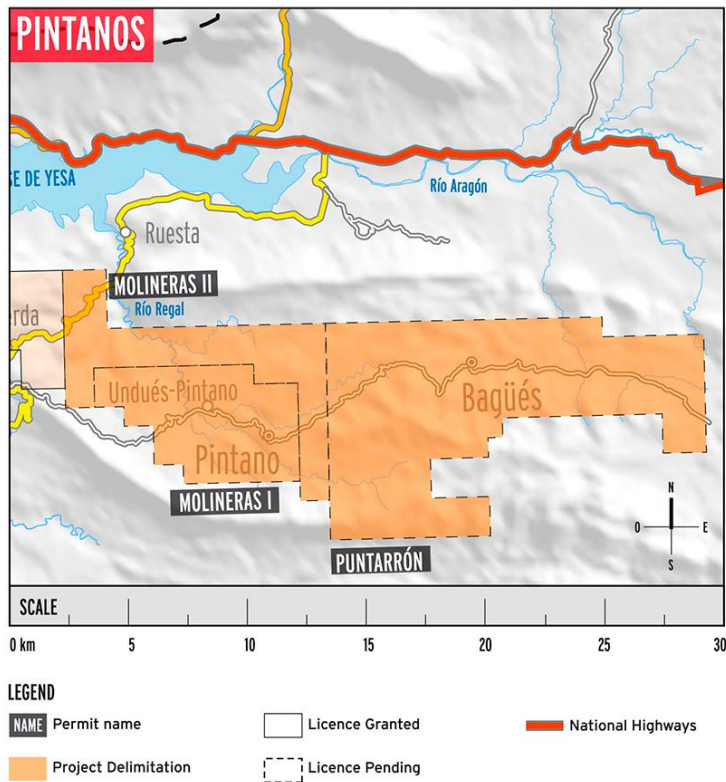 PINTANOS
SE DE YESA
Río Aragón
Ruesta
MOLINERAS II
Río Regal
erda
Undués-Pintano
Bagüés
Pintano
MOLINERAS I
N
O
E
S
PUNTARRÓN
SCALE
0 km 5 10 15 20 25 30
LEGEND
NAME Permit name
Licence Granted
National Highways
Project Delimitation
Licence Pending